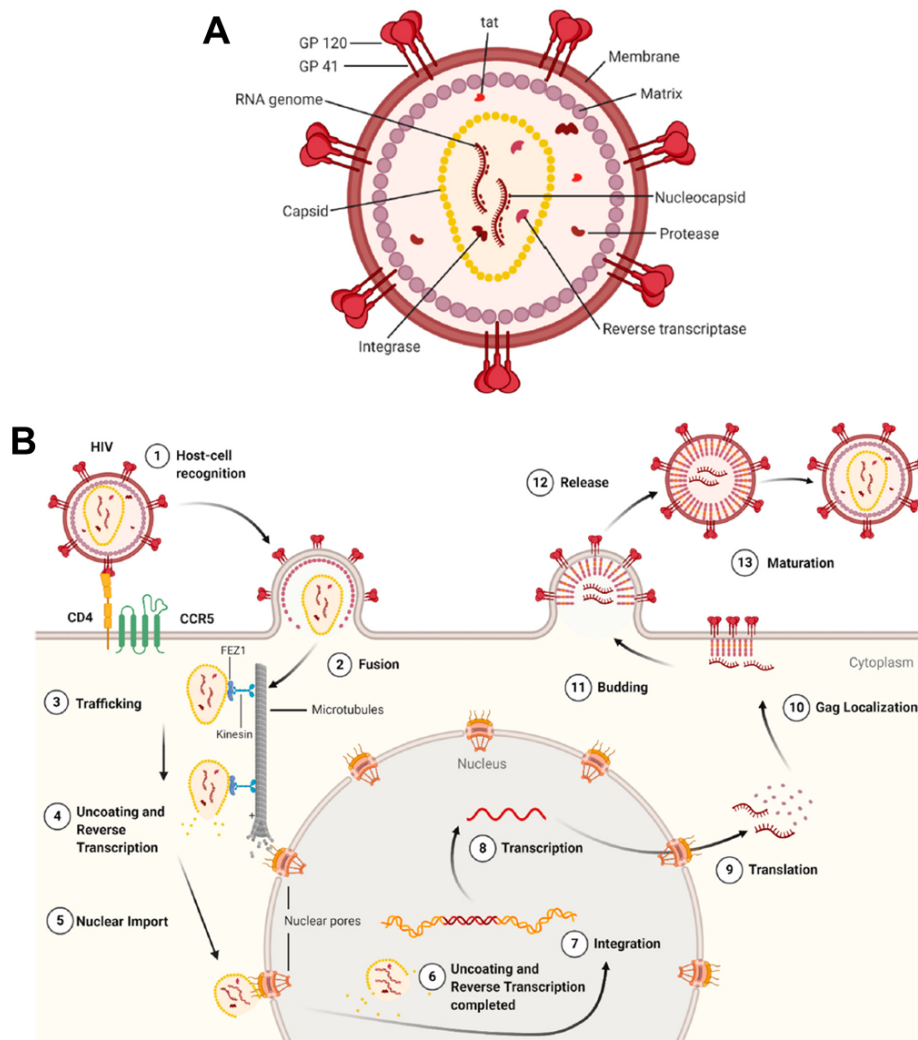 A
GP 120
GP 41
tat
Membrane
Matrix
RNA genome
Capsid
Nucleocapsid
Protease
Reverse transcriptase
Integrase
B
HIV
1 Host-cell
recognition
CD4
CCR5
2 Fusion
FEZ1
3 Trafficking
Microtubules
Kinesin
4 Uncoating and
Reverse
Transcription
+
5 Nuclear Import
Nuclear pores
Nucleus
6 Uncoating and
Reverse Transcription
completed
7 Integration
8 Transcription
9 Translation
10 Gag Localization
Cytoplasm
11 Budding
12 Release
13 Maturation